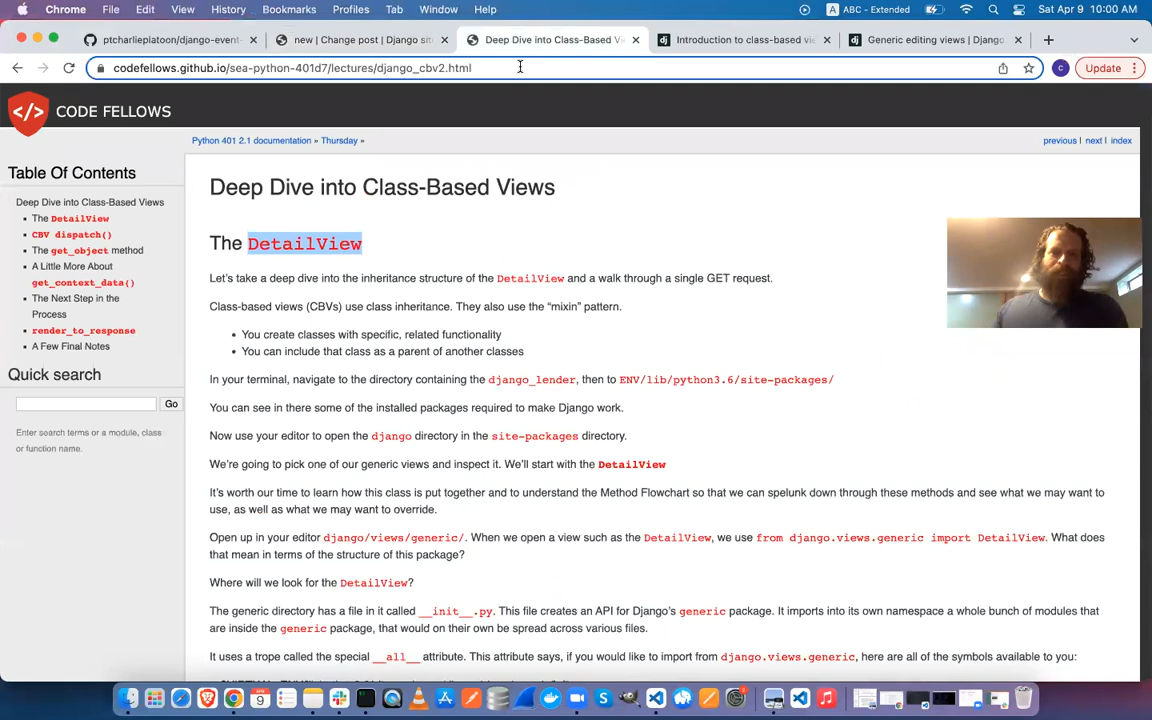 Chrome File Edit View History Bookmarks Profiles Tab Window Help A ABC - Extended Sat Apr 9 10:00 AM
ptcharlieplatoon/django-event- new | Change post | Django sit Deep Dive into Class-Based Vi Introduction to class-based vie Generic editing views | Django
codefellows.github.io/sea-python-401d7/lectures/django_cbv2.html C Update
CODE FELLOWS
Python 401 2.1 documentation » Thursday » previous | next | index
Table Of Contents
Deep Dive into Class-Based Views
The DetailView
CBV dispatch()
The get_object method
A Little More About
get_context_data()
The Next Step in the
Process
render_to_response
A Few Final Notes
Quick search
Go
Enter search terms or a module, class
or function name.
Deep Dive into Class-Based Views
The DetailView
Let's take a deep dive into the inheritance structure of the DetailView and a walk through a single GET request.
Class-based views (CBVs) use class inheritance. They also use the “mixin” pattern.
You create classes with specific, related functionality
You can include that class as a parent of another classes
In your terminal, navigate to the directory containing the django_lender, then to ENV/lib/python3.6/site-packages/
You can see in there some of the installed packages required to make Django work.
Now use your editor to open the django directory in the site-packages directory.
We're going to pick one of our generic views and inspect it. We'll start with the DetailView
It's worth our time to learn how this class is put together and to understand the Method Flowchart so that we can spelunk down through these methods and see what we may want to
use, as well as what we may want to override.
Open up in your editor django/views/generic/. When we open a view such as the DetailView, we use from django.views.generic import DetailView. What does
that mean in terms of the structure of this package?
Where will we look for the DetailView?
The generic directory has a file in it called __init__.py. This file creates an API for Django's generic package. It imports into its own namespace a whole bunch of modules that
are inside the generic package, that would on their own be spread across various files.
It uses a trope called the special __all__ attribute. This attribute says, if you would like to import from django.views.generic, here are all of the symbols available to you: